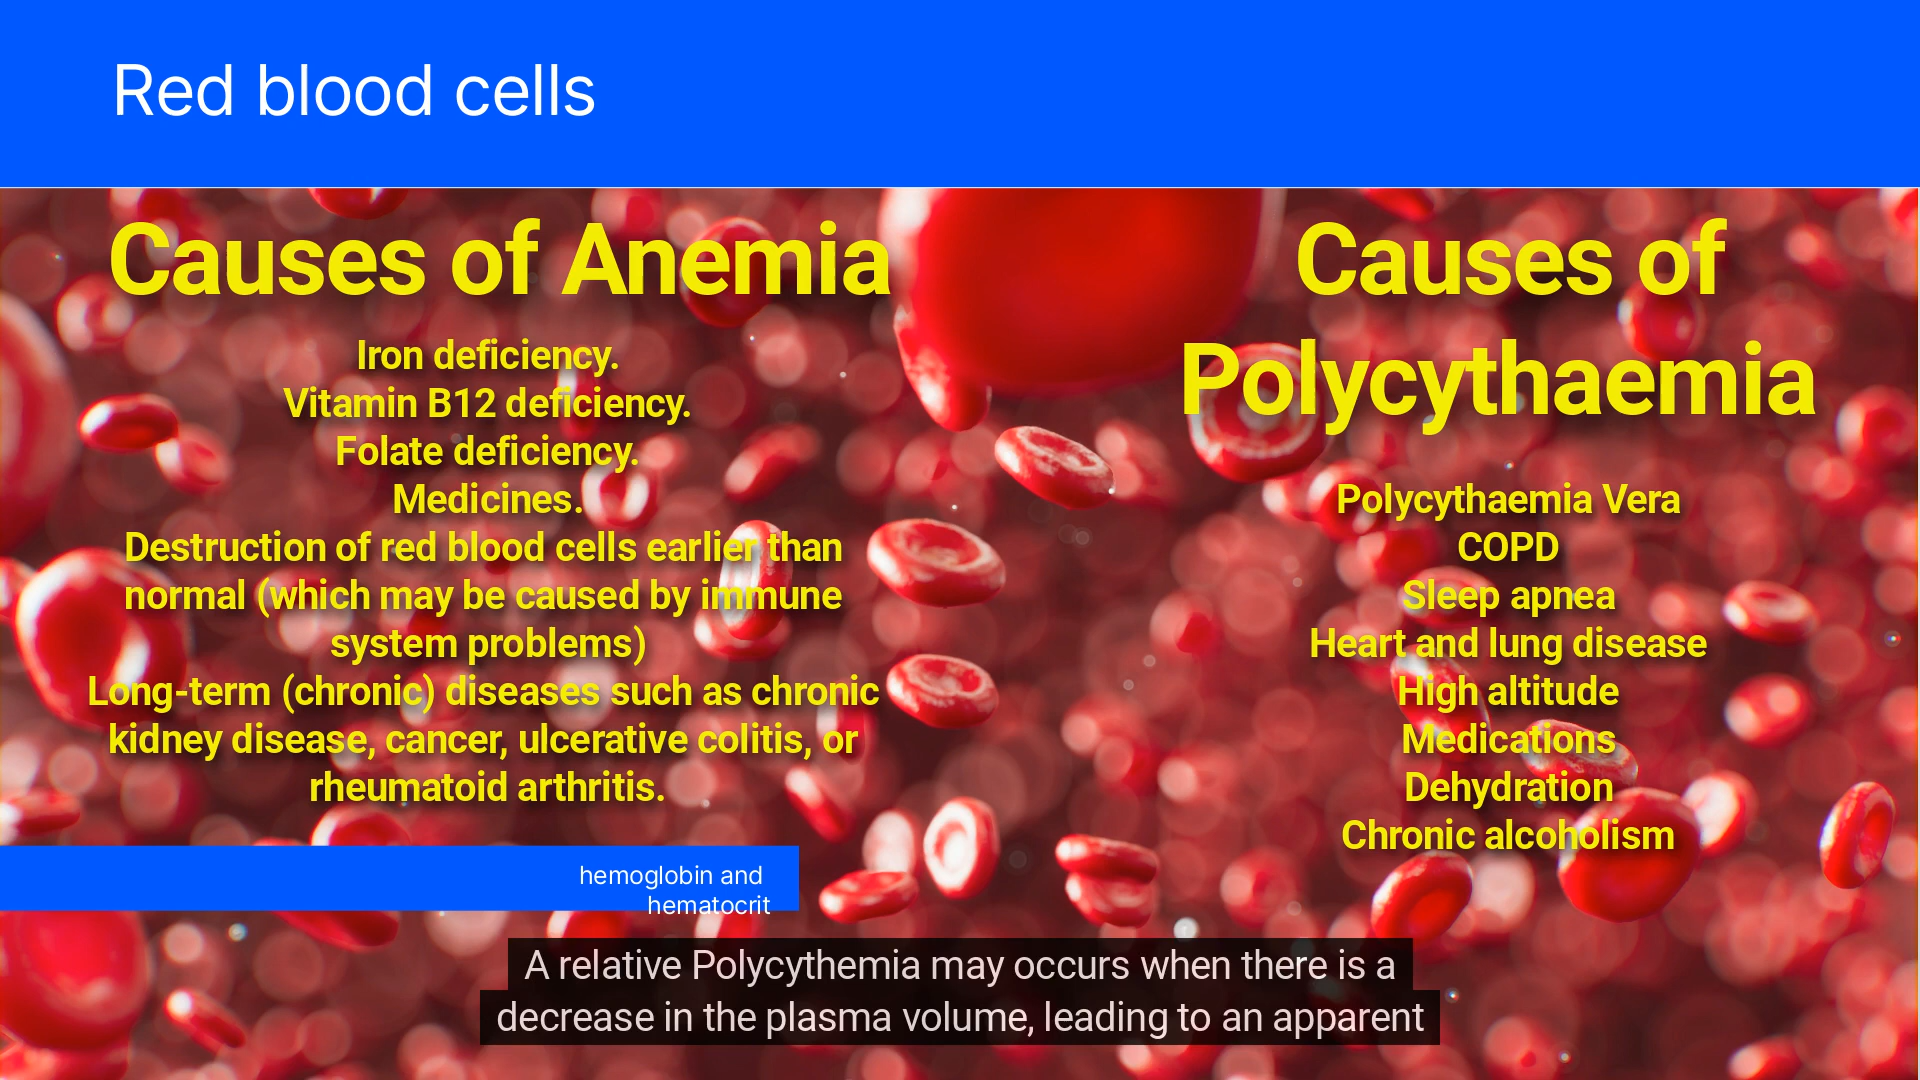 Red blood cells
Causes of Anemia
Iron deficiency.
Vitamin B12 deficiency.
Folate deficiency.
Medicines.
Destruction of red blood cells earlier than
normal (which may be caused by immune
system problems)
Long-term (chronic) diseases such as chronic
kidney disease, cancer, ulcerative colitis, or
rheumatoid arthritis.
Causes of
Polycythaemia
Polycythaemia Vera
COPD
Sleep apnea
Heart and lung disease
High altitude
Medications
Dehydration
Chronic alcoholism
hemoglobin and
hematocrit
A relative Polycythemia may occurs when there is a
decrease in the plasma volume, leading to an apparent